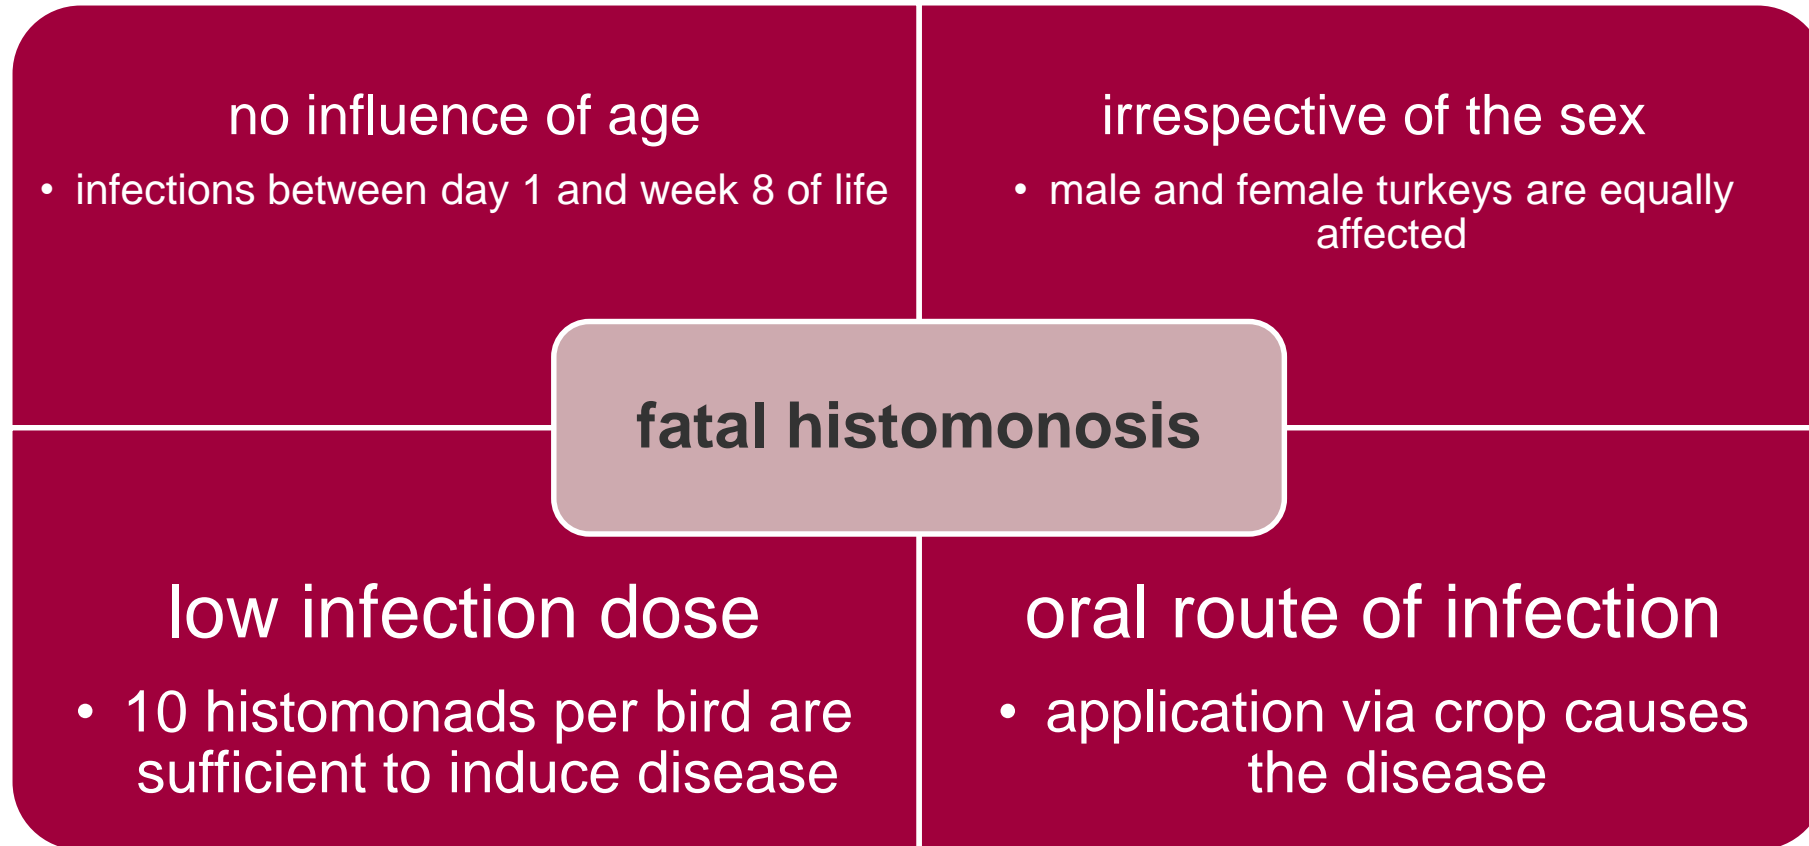 no influence of age
• infections between day 1 and week 8 of life
irrespective of the sex
• male and female turkeys are equally
affected
fatal histomonosis
low infection dose
• 10 histomonads per bird are
sufficient to induce disease
oral route of infection
• application via crop causes
the disease